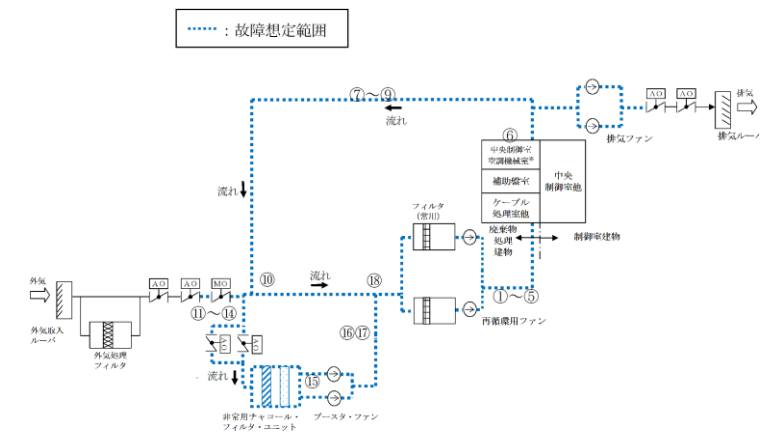 ：故障想定範囲
⑦～⑨
流れ
AO
AO
排気
排気ファン
排気ルーバ
⑥
中央制御室
空調機械室*
補助盤室
ケーブル
処理室他
中央
制御室他
廃棄物
処理
建物
制御室建物
流れ
フィルタ
(常用)
①～⑤
再循環用ファン
外気
外気取入
ルーバ
外気処理
フィルタ
AO
AO
MO
⑩
流れ
⑱
⑪～⑭
AO
AO
⑯⑰
流れ
⑮
非常用チャコール・
フィルタ・ユニット
ブースタ・ファン